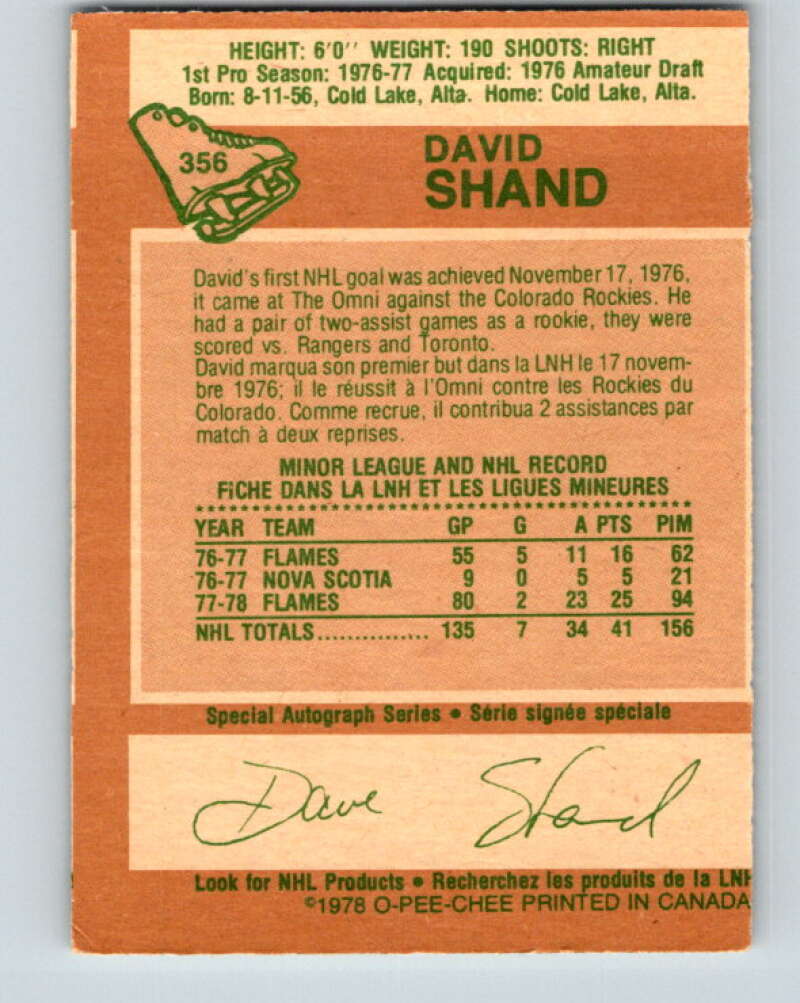 HEIGHT: 6'0'' WEIGHT: 190 SHOOTS: RIGHT
1st Pro Season: 1976-77 Acquired: 1976 Amateur Draft
Born: 8-11-56, Cold Lake, Alta. Home: Cold Lake, Alta.
356
DAVID
SHAND
David's first NHL goal was achieved November 17, 1976,
it came at The Omni against the Colorado Rockies. He
had a pair of two-assist games as a rookie, they were
scored vs. Rangers and Toronto.
David marqua son premier but dans la LNH le 17 novem-
bre 1976; il le réussit à l'Omni contre les Rockies du
Colorado. Comme recrue, il contribua 2 assistances par
match à deux reprises.
MINOR LEAGUE AND NHL RECORD
FICHE DANS LA LNH ET LES LIGUES MINEURES
YEAR TEAM GP G A PTS PIM
76-77 FLAMES 55 5 11 16 62
76-77 NOVA SCOTIA 9 0 5 5 21
77-78 FLAMES 80 2 23 25 94
NHL TOTALS............... 135 7 34 41 156
Special Autograph Series • Série signée spéciale
Dave Shand
Look for NHL Products • Recherchez les produits de la LNH
©1978 O-PEE-CHEE PRINTED IN CANADA